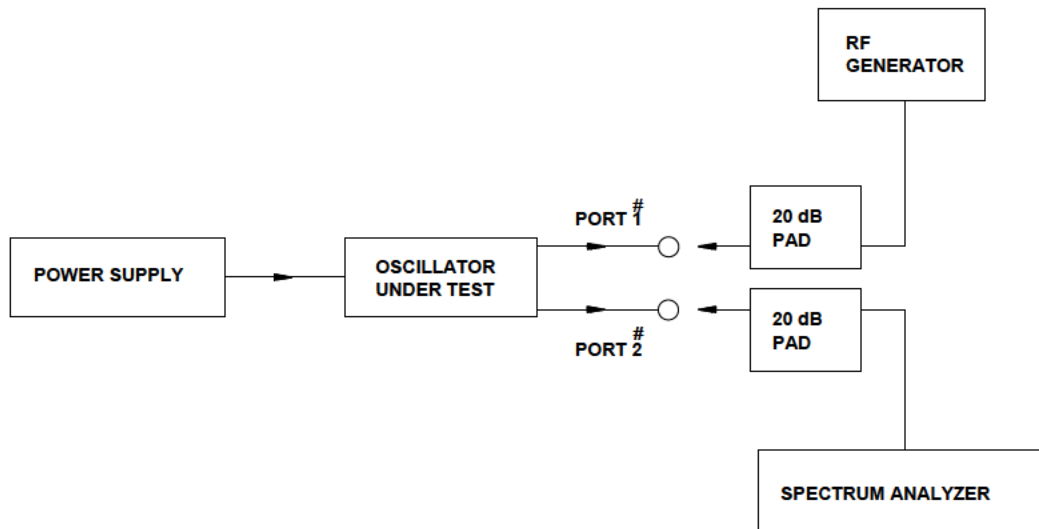 RF
GENERATOR
#
PORT 1
20 dB
PAD
POWER SUPPLY
OSCILLATOR
UNDER TEST
20 dB
PAD
#
PORT 2
SPECTRUM ANALYZER